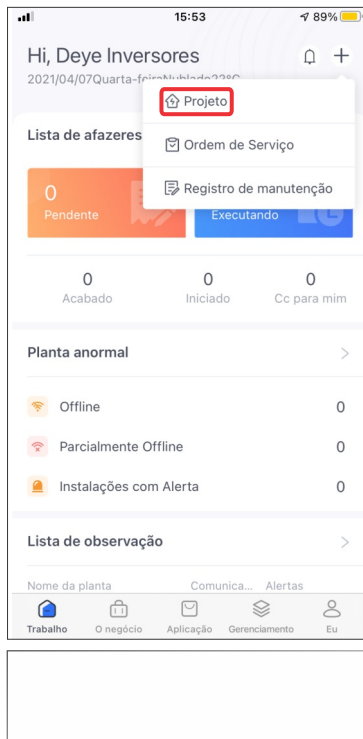 15:53
89%
Hi, Deye Inversores
2021/04/07Quarta-feiraNublado22°C
Projeto
Lista de afazeres
Ordem de Serviço
Registro de manutenção
0
Pendente
Executando
0
0
0
Acabado
Iniciado
Cc para mim
Planta anormal
Offline
0
Parcialmente Offline
0
Instalações com Alerta
0
Lista de observação
Nome da planta
Comunica...
Alertas
Trabalho
O negócio
Aplicação
Gerenciamento
Eu